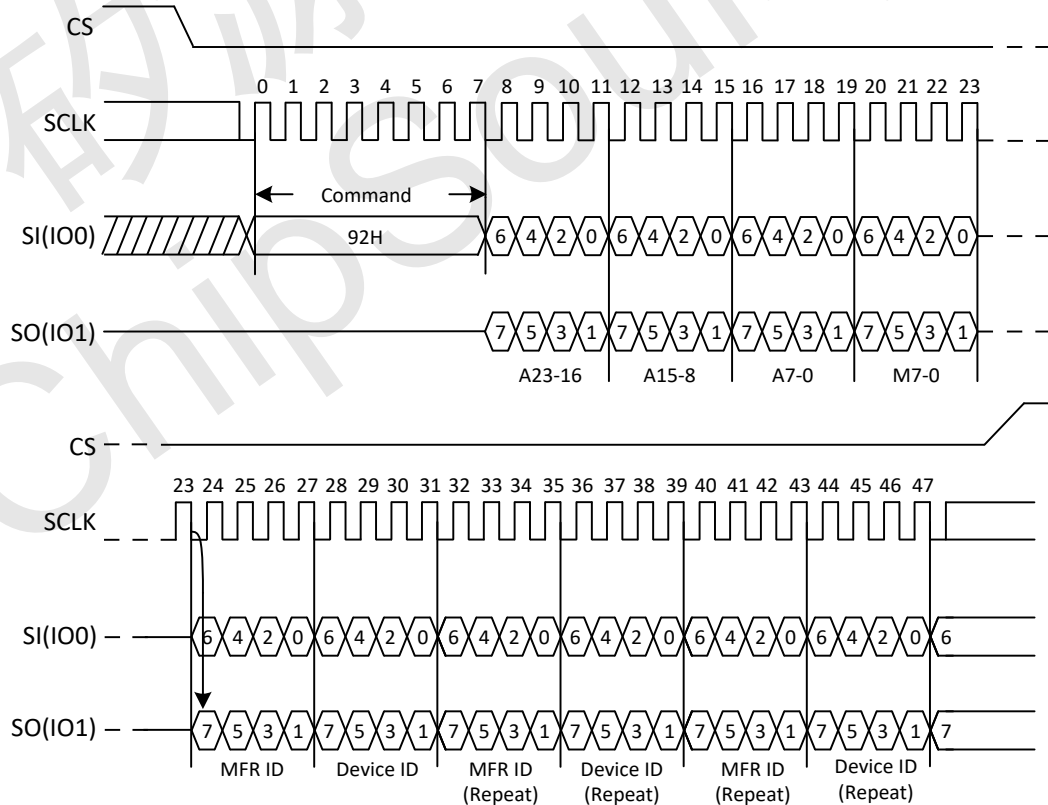 CS
0 1 2 3 4 5 6 7 8 9 10 11 12 13 14 15 16 17 18 19 20 21 22 23
SCLK
Command
SI(IO0) 92H 6 4 2 0 6 4 2 0 6 4 2 0 6 4 2 0
SO(IO1) 7 5 3 1 7 5 3 1 7 5 3 1 7 5 3 1
A23-16 A15-8 A7-0 M7-0
CS
23 24 25 26 27 28 29 30 31 32 33 34 35 36 37 38 39 40 41 42 43 44 45 46 47
SCLK
SI(IO0) 6 4 2 0 6 4 2 0 6 4 2 0 6 4 2 0 6 4 2 0 6 4 2 0 6
SO(IO1) 7 5 3 1 7 5 3 1 7 5 3 1 7 5 3 1 7 5 3 1 7 5 3 1 7
MFR ID Device ID MFR ID Device ID MFR ID Device ID
(Repeat) (Repeat) (Repeat) (Repeat)
ChipSour